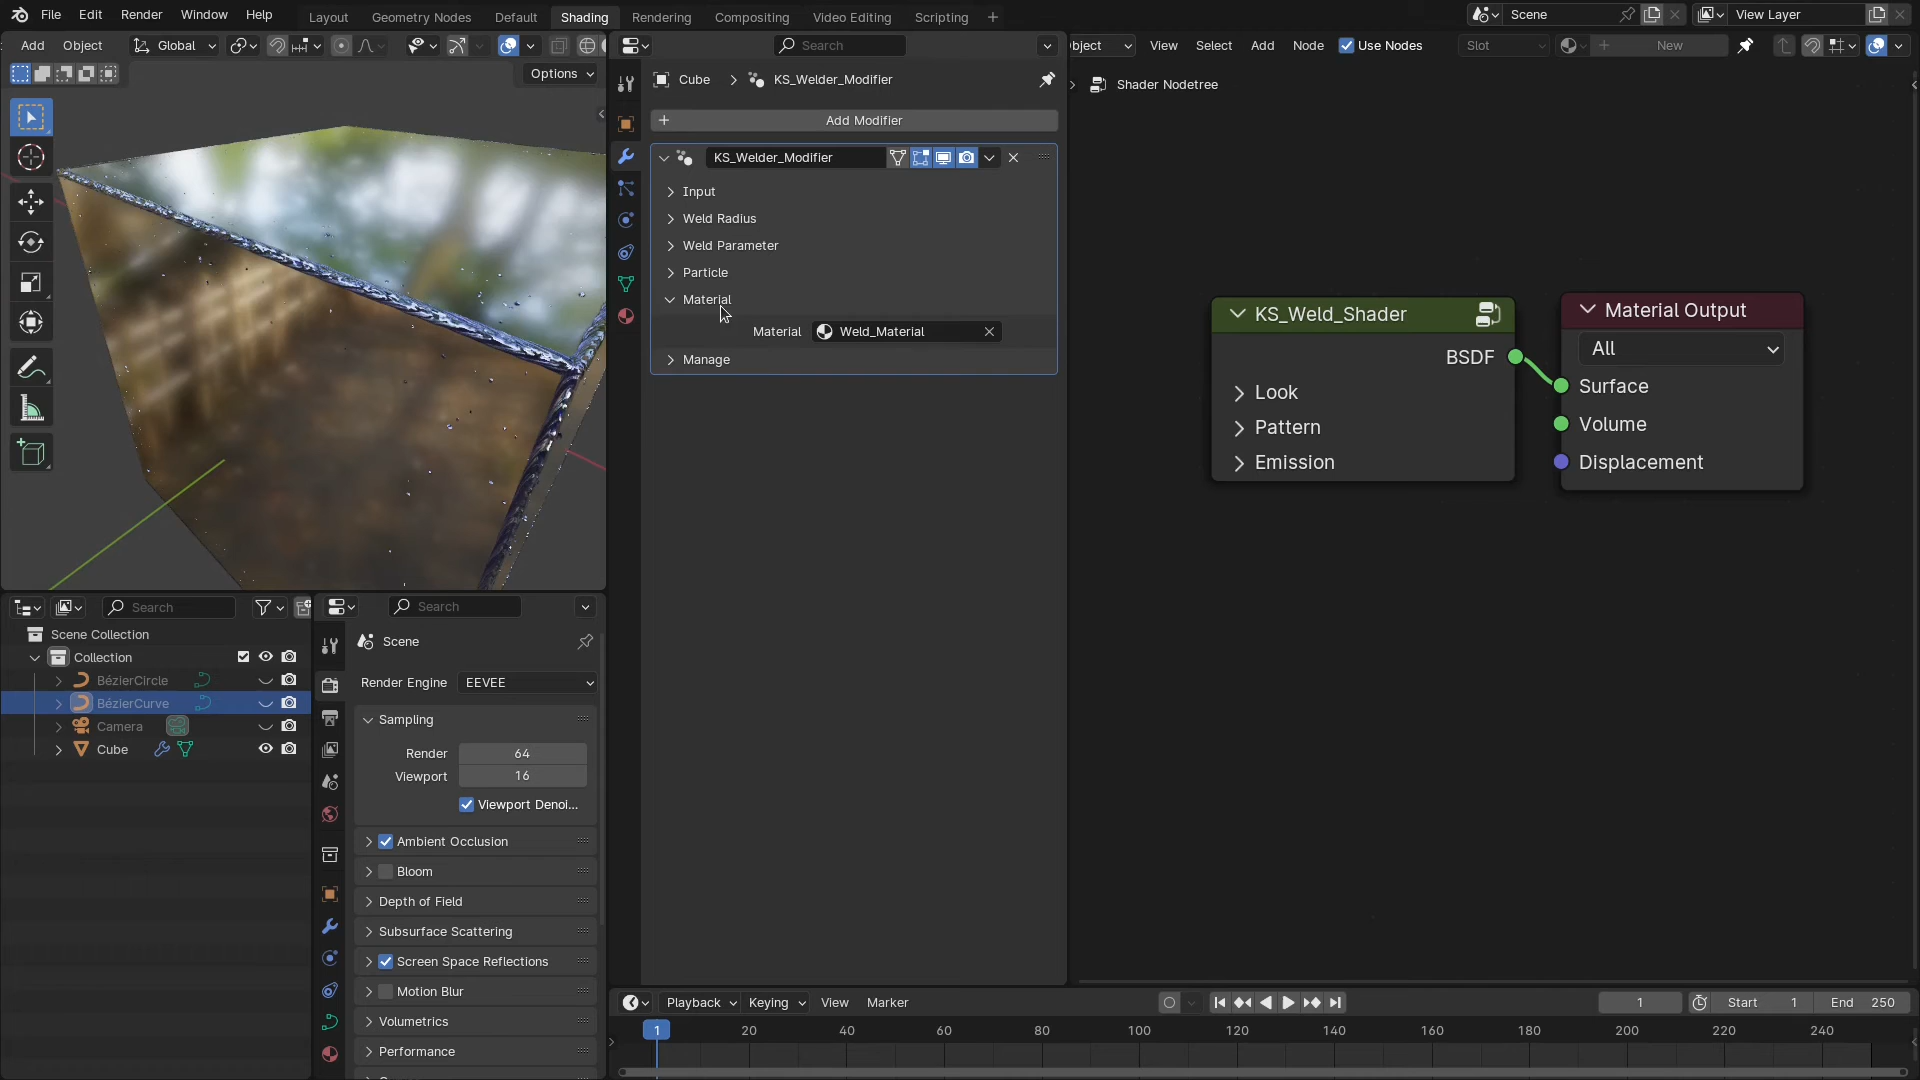 File Edit Render Window Help Layout Geometry Nodes Default Shading Rendering Compositing Video Editing Scripting + Scene View Layer
Add Object Global Search
bject View Select Add Node Use Nodes Slot New
Options
Cube > KS_Welder_Modifier
Shader Nodetree
Add Modifier
KS_Welder_Modifier
Input
Weld Radius
Weld Parameter
Particle
Material
Material Weld_Material
Manage
KS_Weld_Shader
BSDF
Look
Pattern
Emission
Material Output
All
Surface
Volume
Displacement
Search
Scene Collection
Collection
BézierCircle
BézierCurve
Camera
Cube
Search
Scene
Render Engine EEVEE
Sampling
Render 64
Viewport 16
Viewport Denoi...
Ambient Occlusion
Bloom
Depth of Field
Subsurface Scattering
Screen Space Reflections
Motion Blur
Volumetrics
Performance
Playback Keying View Marker 1 Start 1 End 250
1 20 40 60 80 100 120 140 160 180 200 220 240